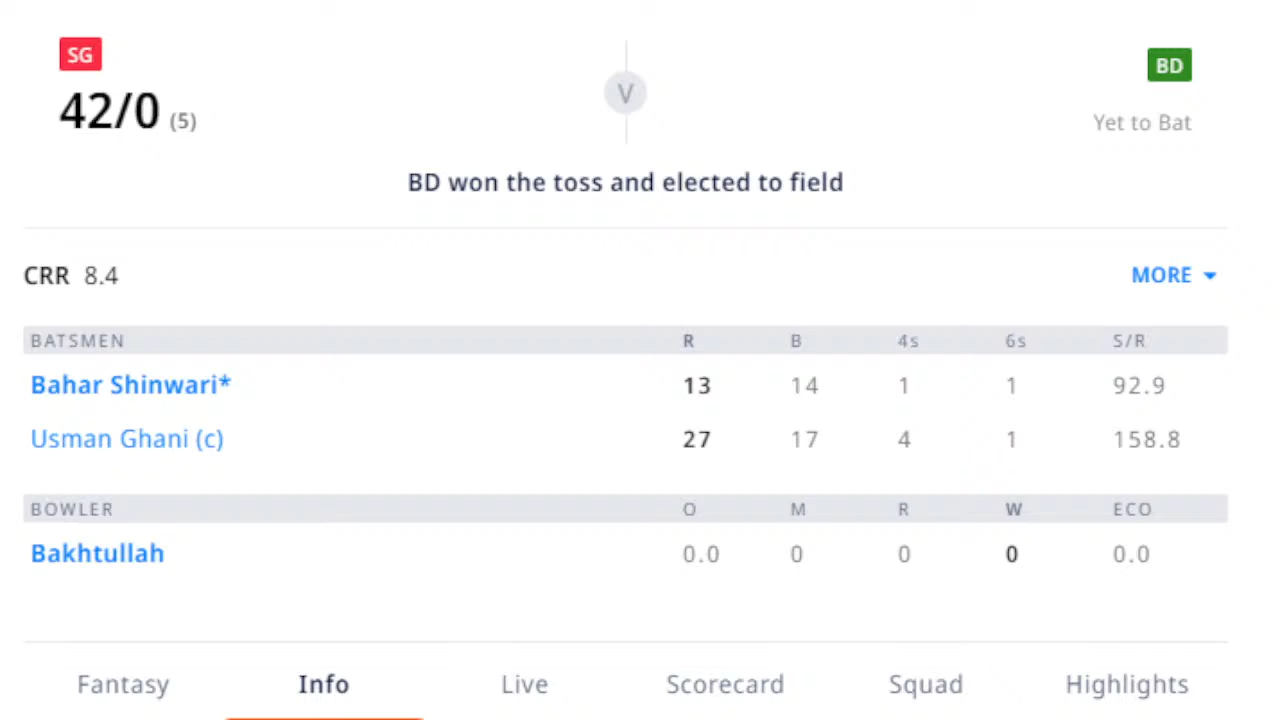 SG
BD
42/0 (5)
V
Yet to Bat
BD won the toss and elected to field
CRR 8.4
MORE
BATSMEN R B 4s 6s S/R
Bahar Shinwari* 13 14 1 1 92.9
Usman Ghani (c) 27 17 4 1 158.8
BOWLER O M R W ECO
Bakhtullah 0.0 0 0 0 0.0
Fantasy Info Live Scorecard Squad Highlights